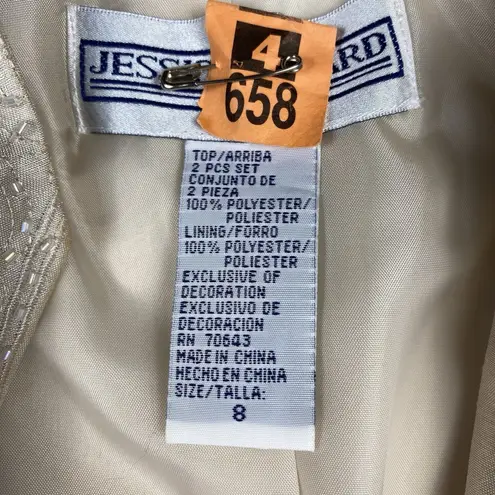 4
JESSI ARD
658
TOP/ARRIBA
2 PCS SET
CONJUNTO DE
2 PIEZA
100% POLYESTER/
POLIESTER
LINING/FORRO
100% POLYESTER/
POLIESTER
EXCLUSIVE OF
DECORATION
EXCLUSIVO DE
DECORACION
RN 70643
MADE IN CHINA
HECHO EN CHINA
SIZE/TALLA:
8